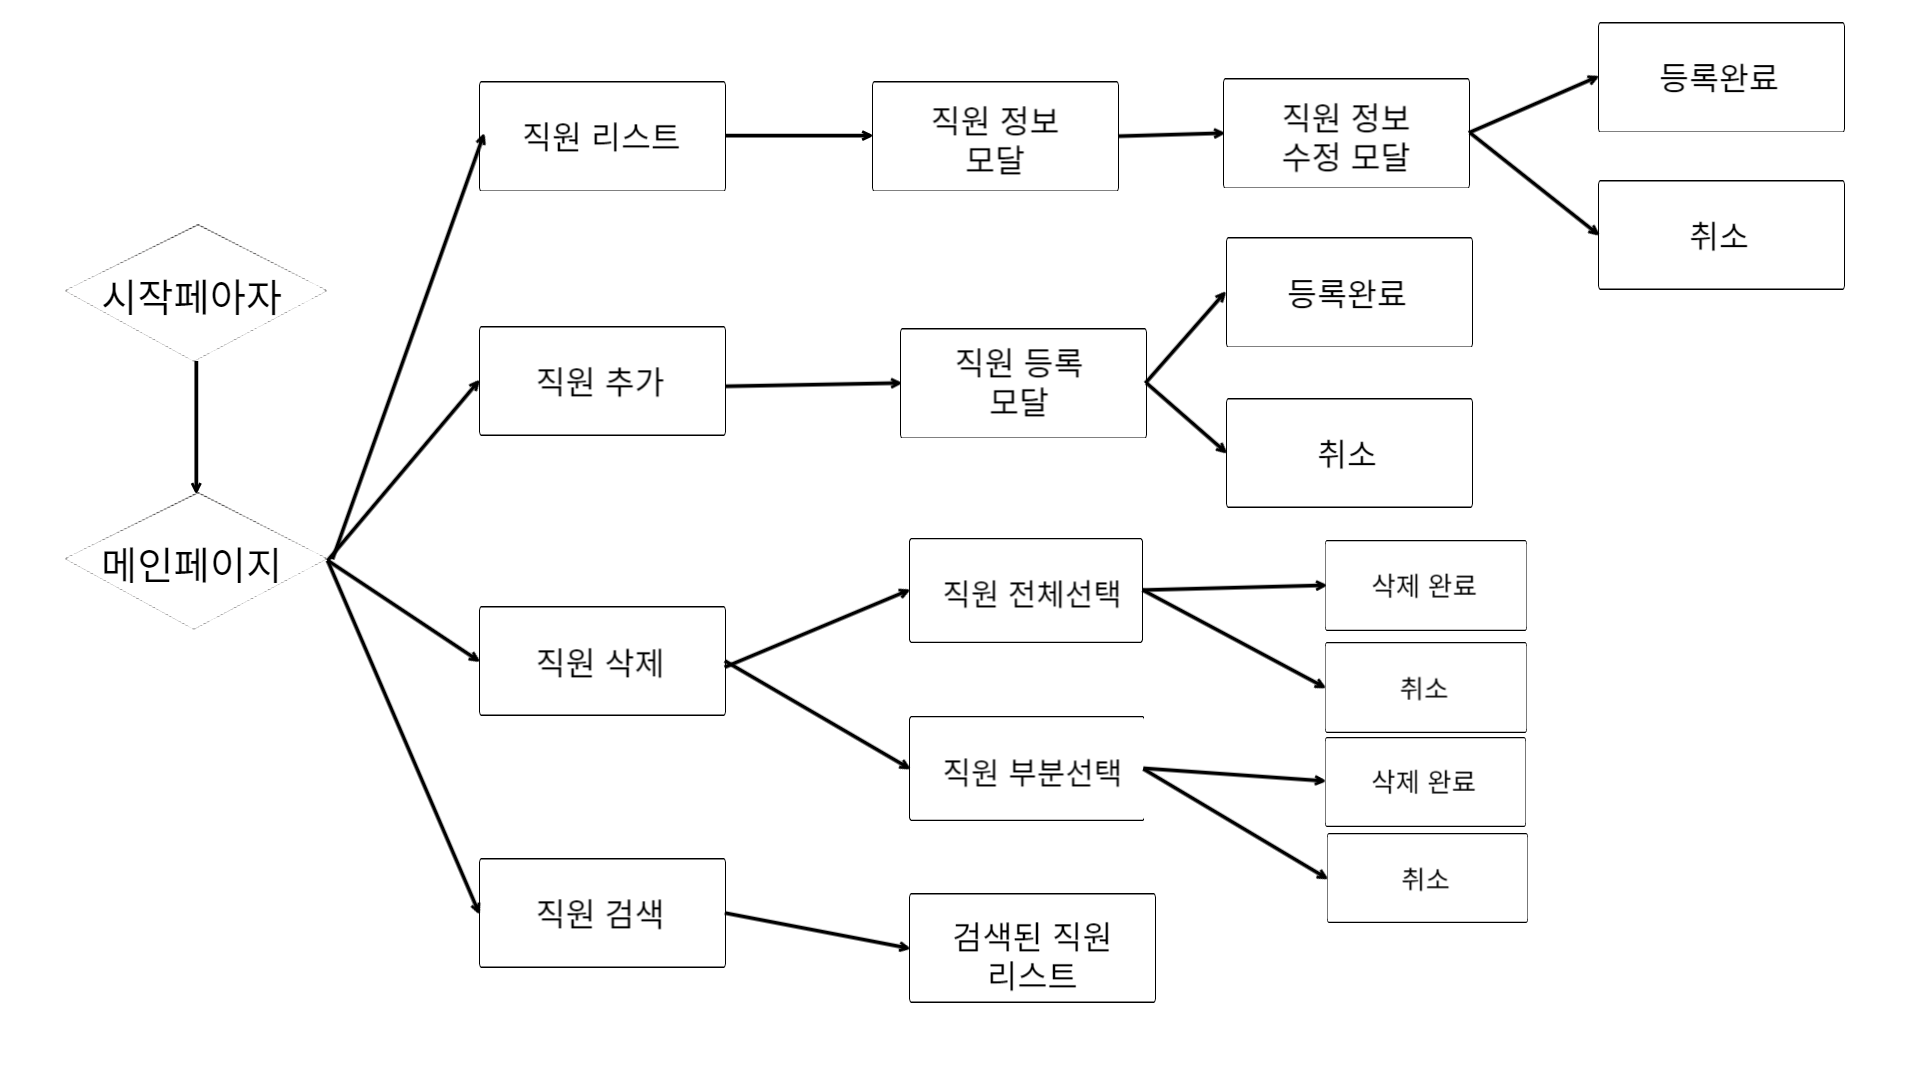 시작페아자
메인페이지
직원 리스트
직원 정보
모달
직원 정보
수정 모달
등록완료
취소
직원 추가
직원 등록
모달
등록완료
취소
직원 삭제
직원 전체선택
삭제 완료
취소
직원 부분선택
삭제 완료
취소
직원 검색
검색된 직원
리스트